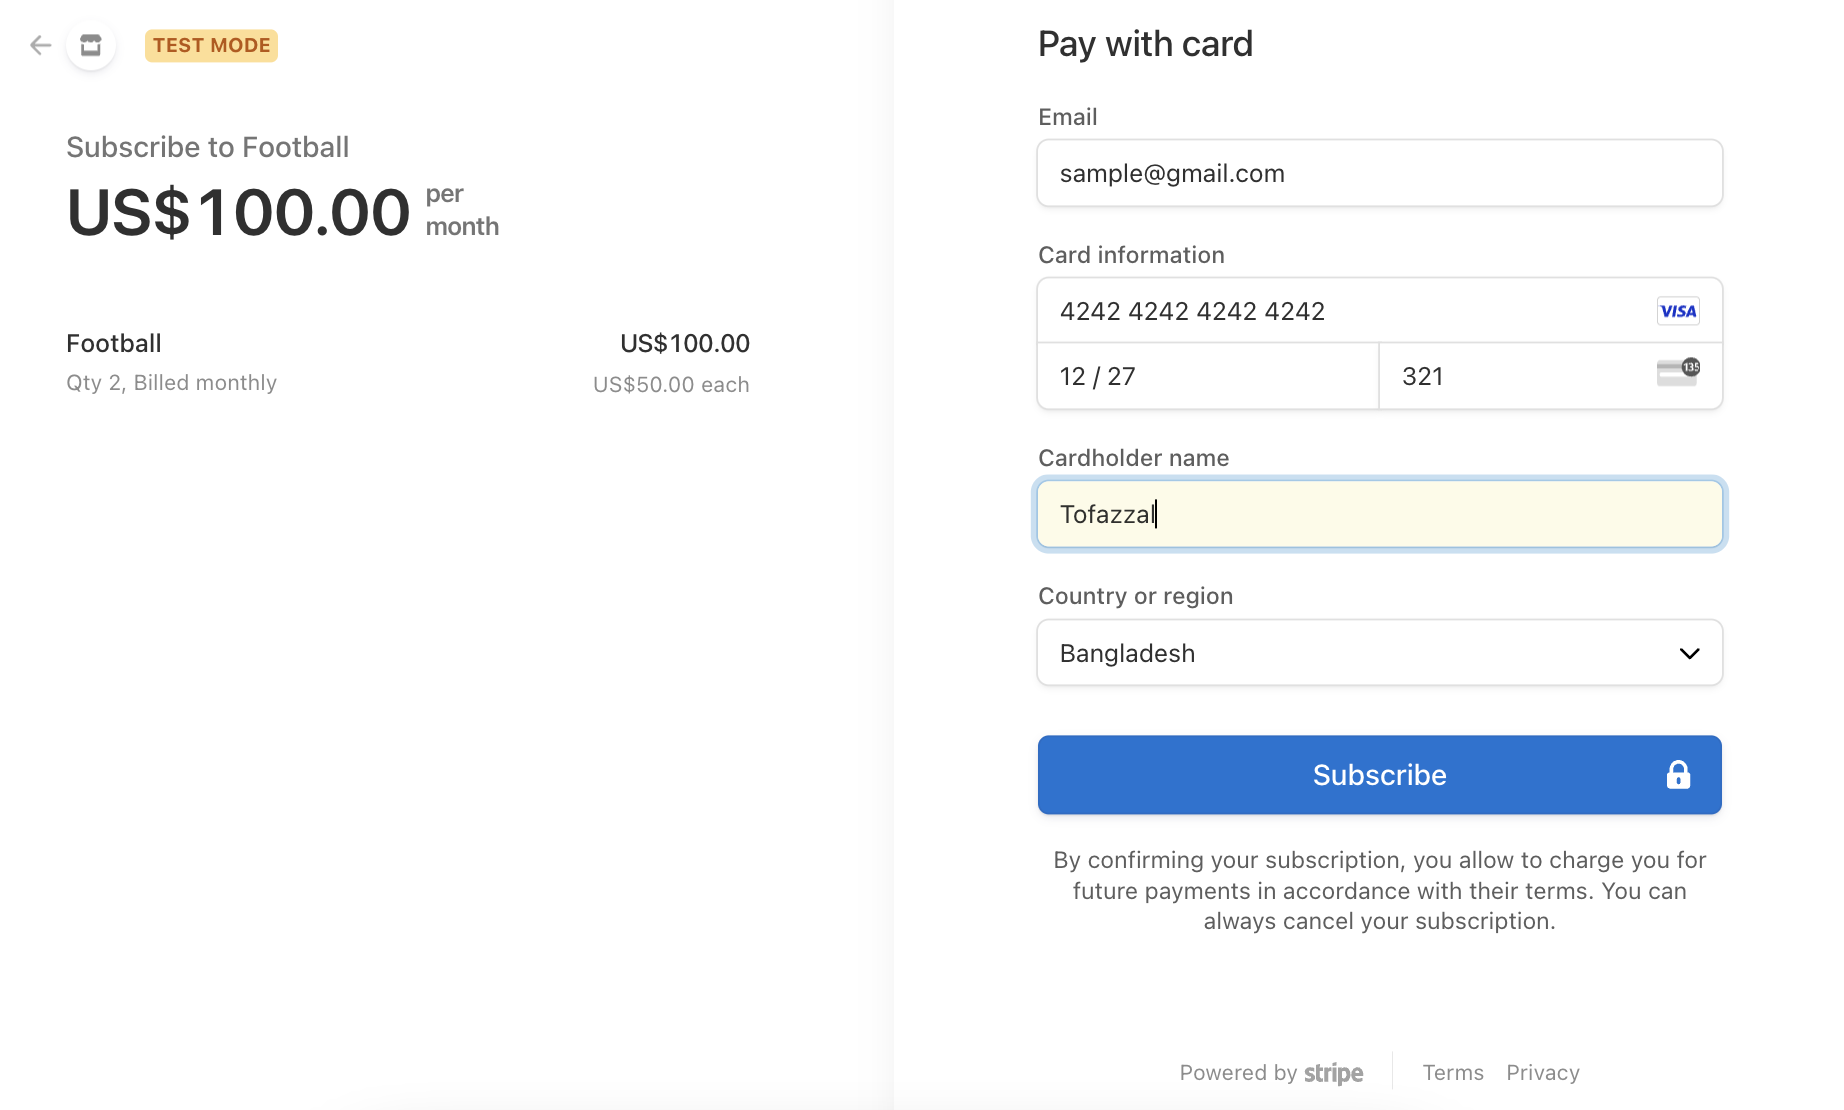 TEST MODE
Subscribe to Football
US$100.00 per month
Football US$100.00
Qty 2, Billed monthly US$50.00 each
Pay with card
Email
sample@gmail.com
Card information
4242 4242 4242 4242 VISA
12 / 27 321 135
Cardholder name
Tofazzal
Country or region
Bangladesh
Subscribe
By confirming your subscription, you allow to charge you for
future payments in accordance with their terms. You can
always cancel your subscription.
Powered by stripe Terms Privacy